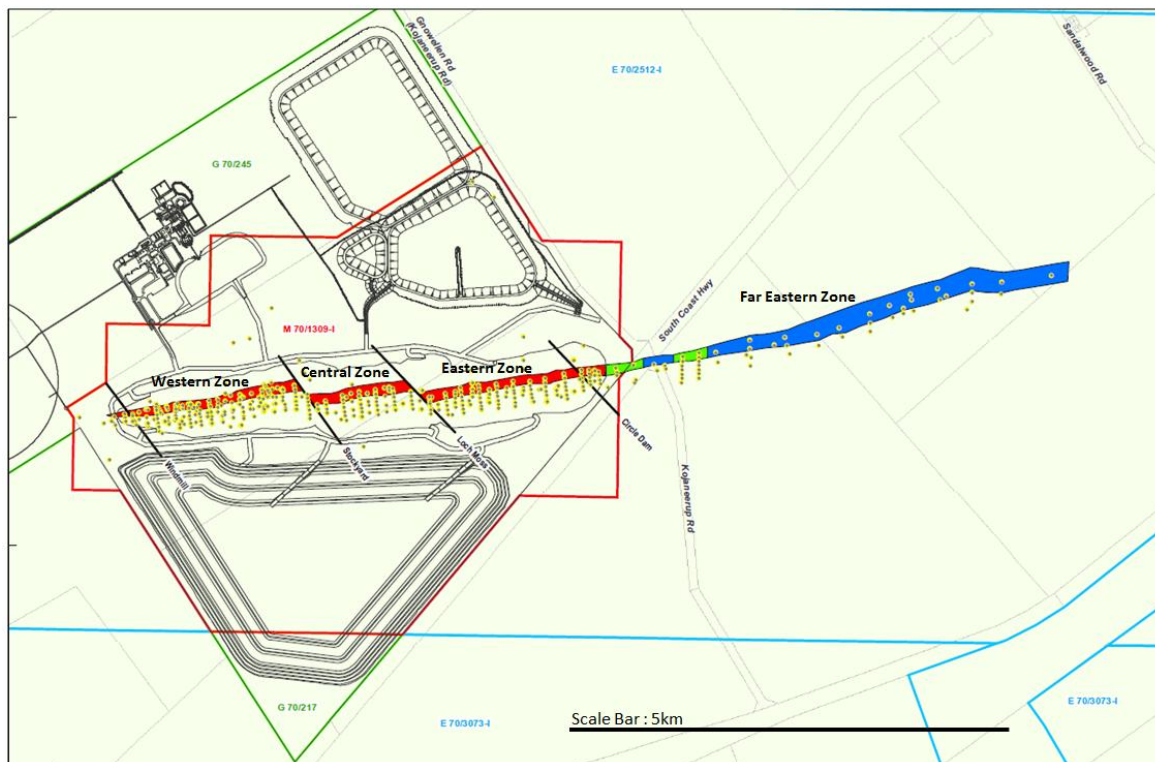 Gnowellen Rd
(Kojaneerup Rd)
Sandalwood Rd
E 70/2512-I
G 70/245
South Coast Hwy
Far Eastern Zone
M 70/1309-I
Western Zone
Central Zone
Eastern Zone
Windmill
Stockyard
Loch Moss
Circle Dam
Kojaneerup Rd
G 70/217
E 70/3073-I
Scale Bar : 5km
E 70/3073-I